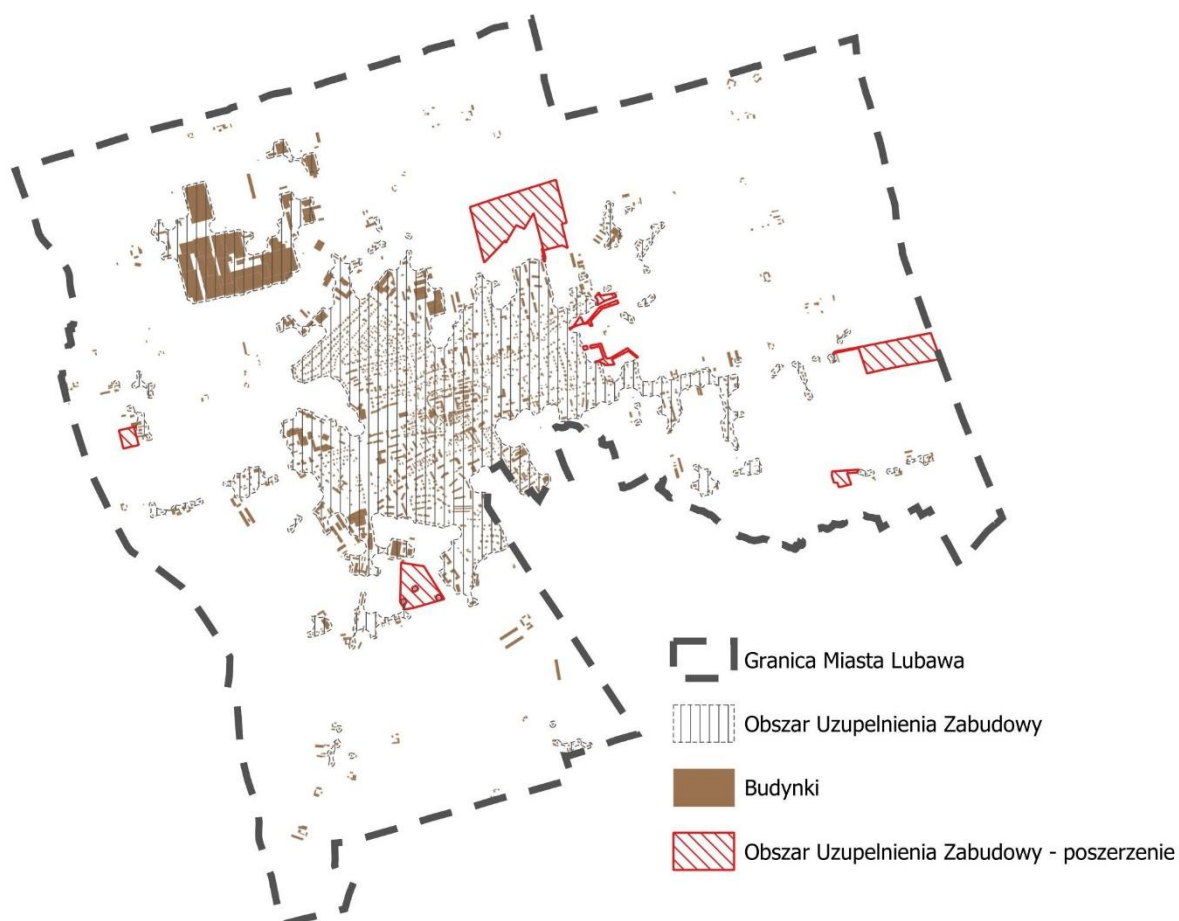 Granica Miasta Lubawa
Obszar Uzupelnienia Zabudowy
Budynki
Obszar Uzupelnienia Zabudowy - poszerzenie